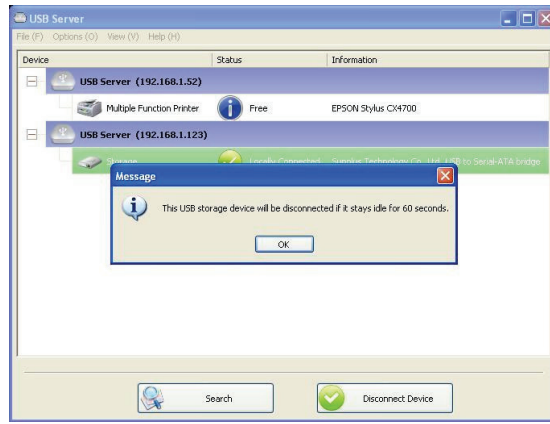 USB Server
File (F) Options (O) View (V) Help (H)
Device Status Information
USB Server (192.168.1.52)
Multiple Function Printer Free EPSON Stylus CX4700
USB Server (192.168.1.123)
Storage Locally Connected Sunplus Technology Co., Ltd. USB to Serial-ATA bridge
Message
This USB storage device will be disconnected if it stays idle for 60 seconds.
OK
Search Disconnect Device